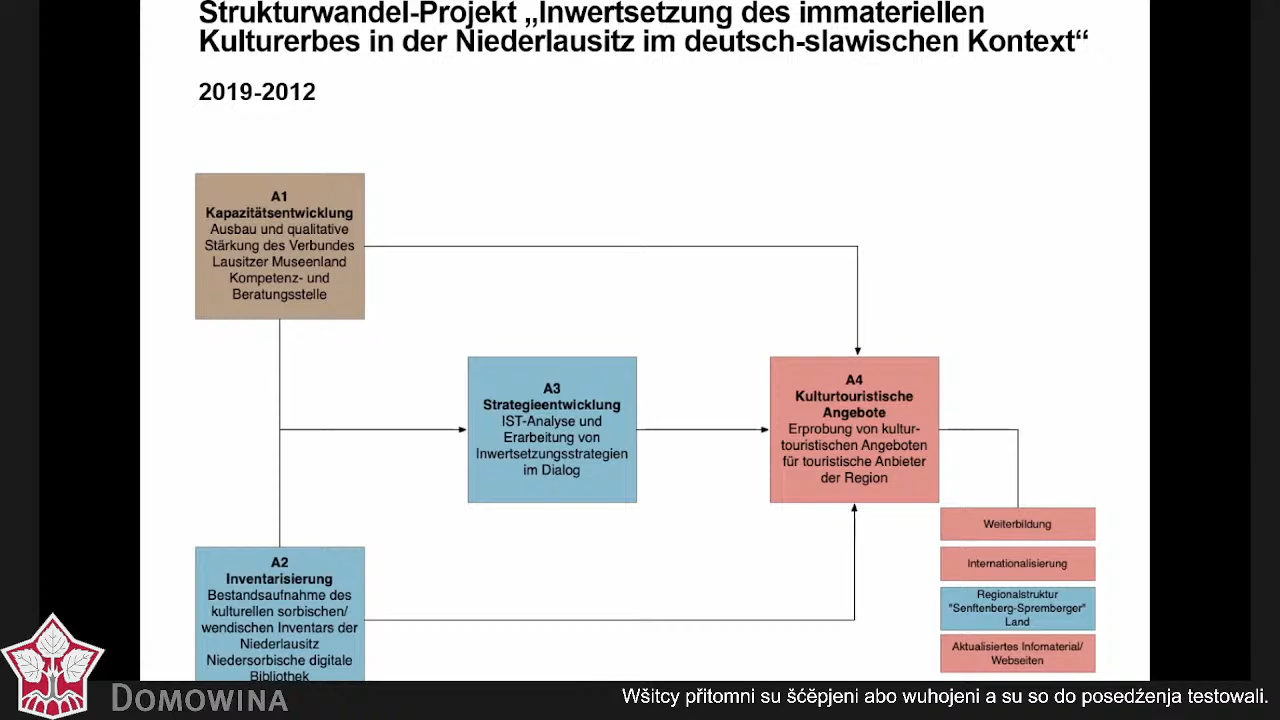 Strukturwandel-Projekt „Inwertsetzung des immateriellen
Kulturerbes in der Niederlausitz im deutsch-slawischen Kontext“
2019-2012
A1
Kapazitätsentwicklung
Ausbau und qualitative
Stärkung des Verbundes
Lausitzer Museenland
Kompetenz- und
Beratungsstelle
A3
Strategieentwicklung
IST-Analyse und
Erarbeitung von
Inwertsetzungsstrategien
im Dialog
A4
Kulturtouristische
Angebote
Erprobung von kultur-
touristischen Angeboten
für touristische Anbieter
der Region
Weiterbildung
Internationalisierung
Regionalstruktur
"Senftenberg-Spremberger"
Land
Aktualisiertes Infomaterial/
Webseiten
A2
Inventarisierung
Bestandsaufnahme des
kulturellen sorbischen/
wendischen Inventars der
Niederlausitz
Niedersorbische digitale
Bibliothek
DOMOWINA
Wšitcy přitomni su šćěpjeni abo wuhojeni a su so do posedźenja testowali.